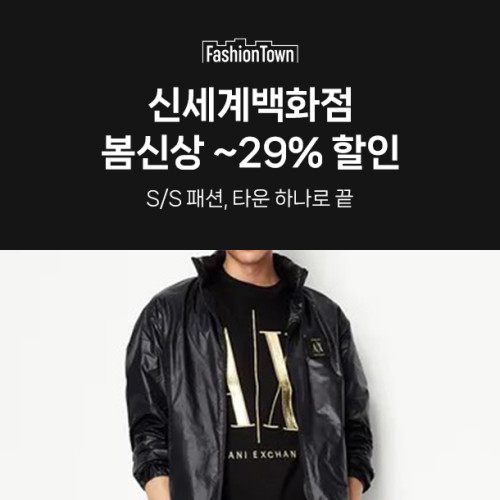 FashionTown
신세계백화점
봄신상 ~29% 할인
S/S 패션, 타운 하나로 끝
A|X
AX
ANI EXCHAN